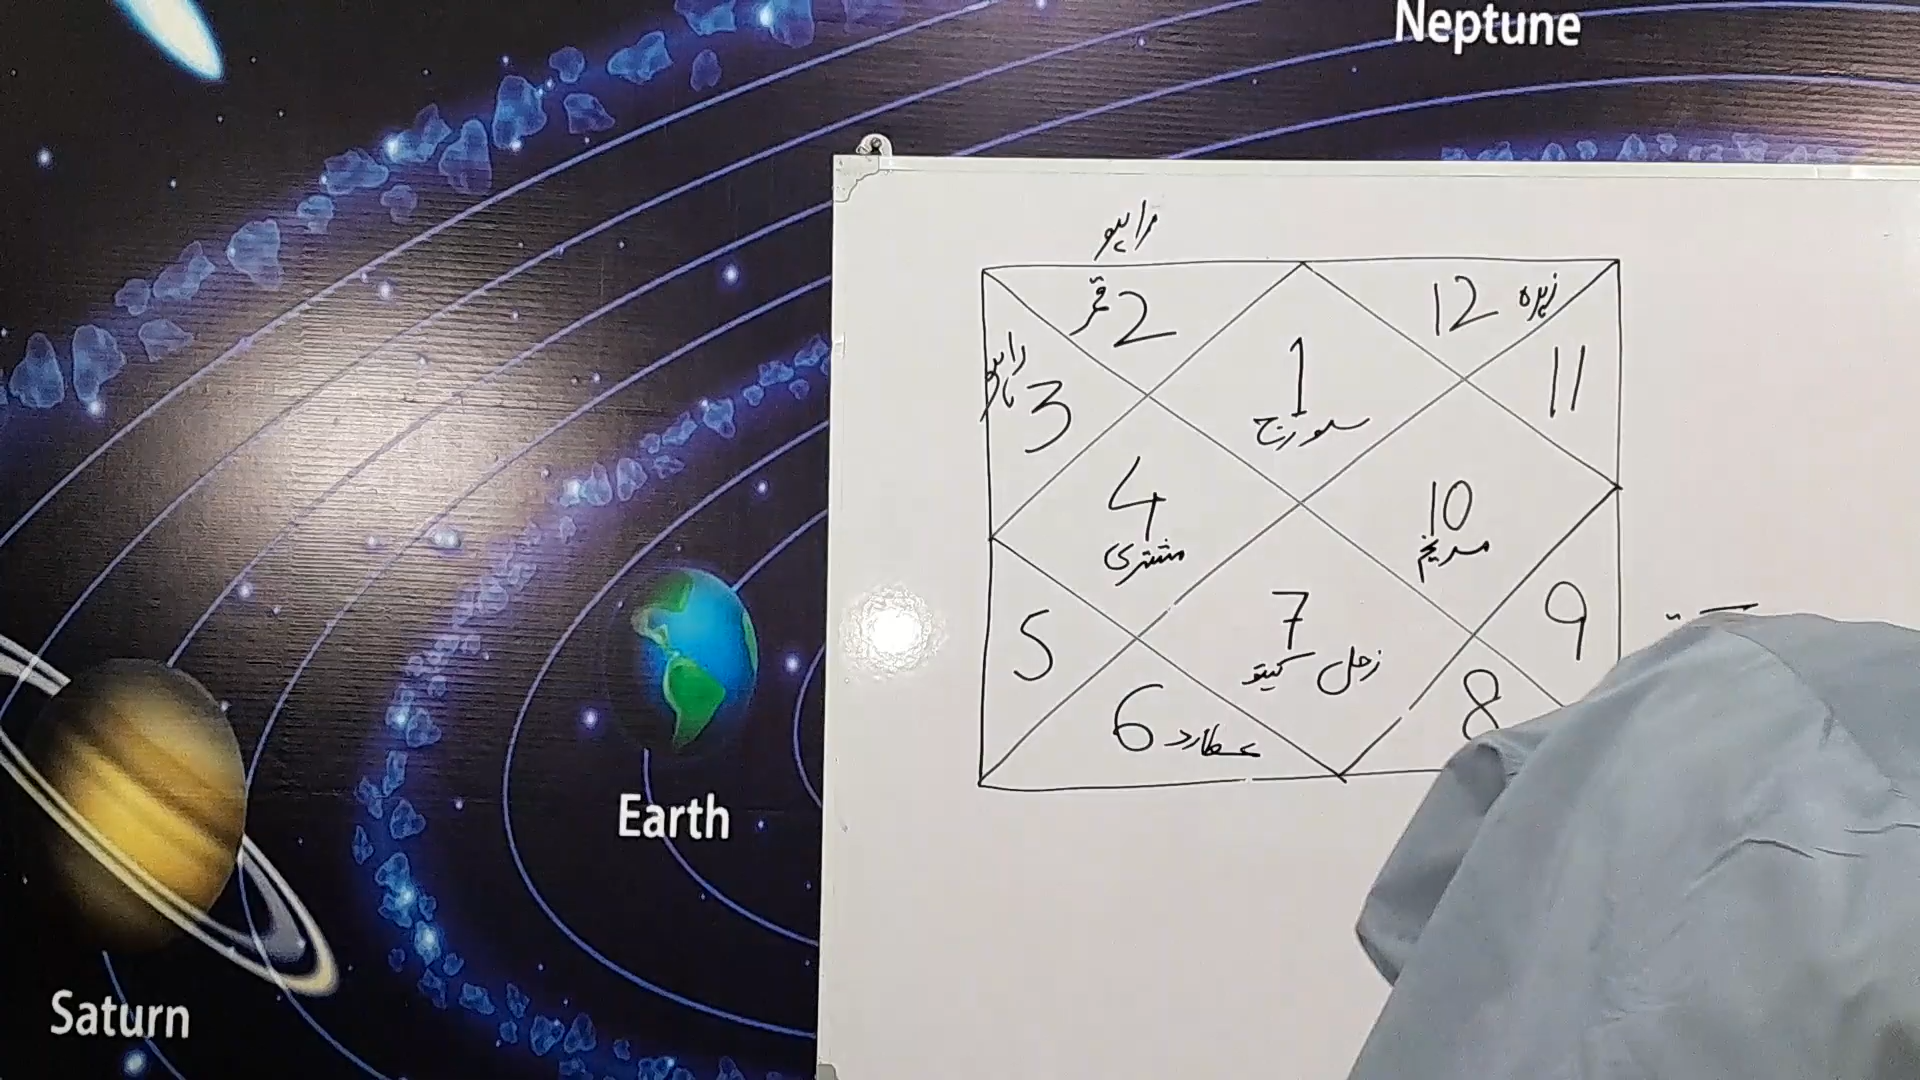 Neptune
راہو
قمر 2
12 زہرہ
راہو
3
1
سورج
11
4
مشتری
10
مریخ
5
7
زحل کیتو
9
6 عطارد
8
Earth
Saturn